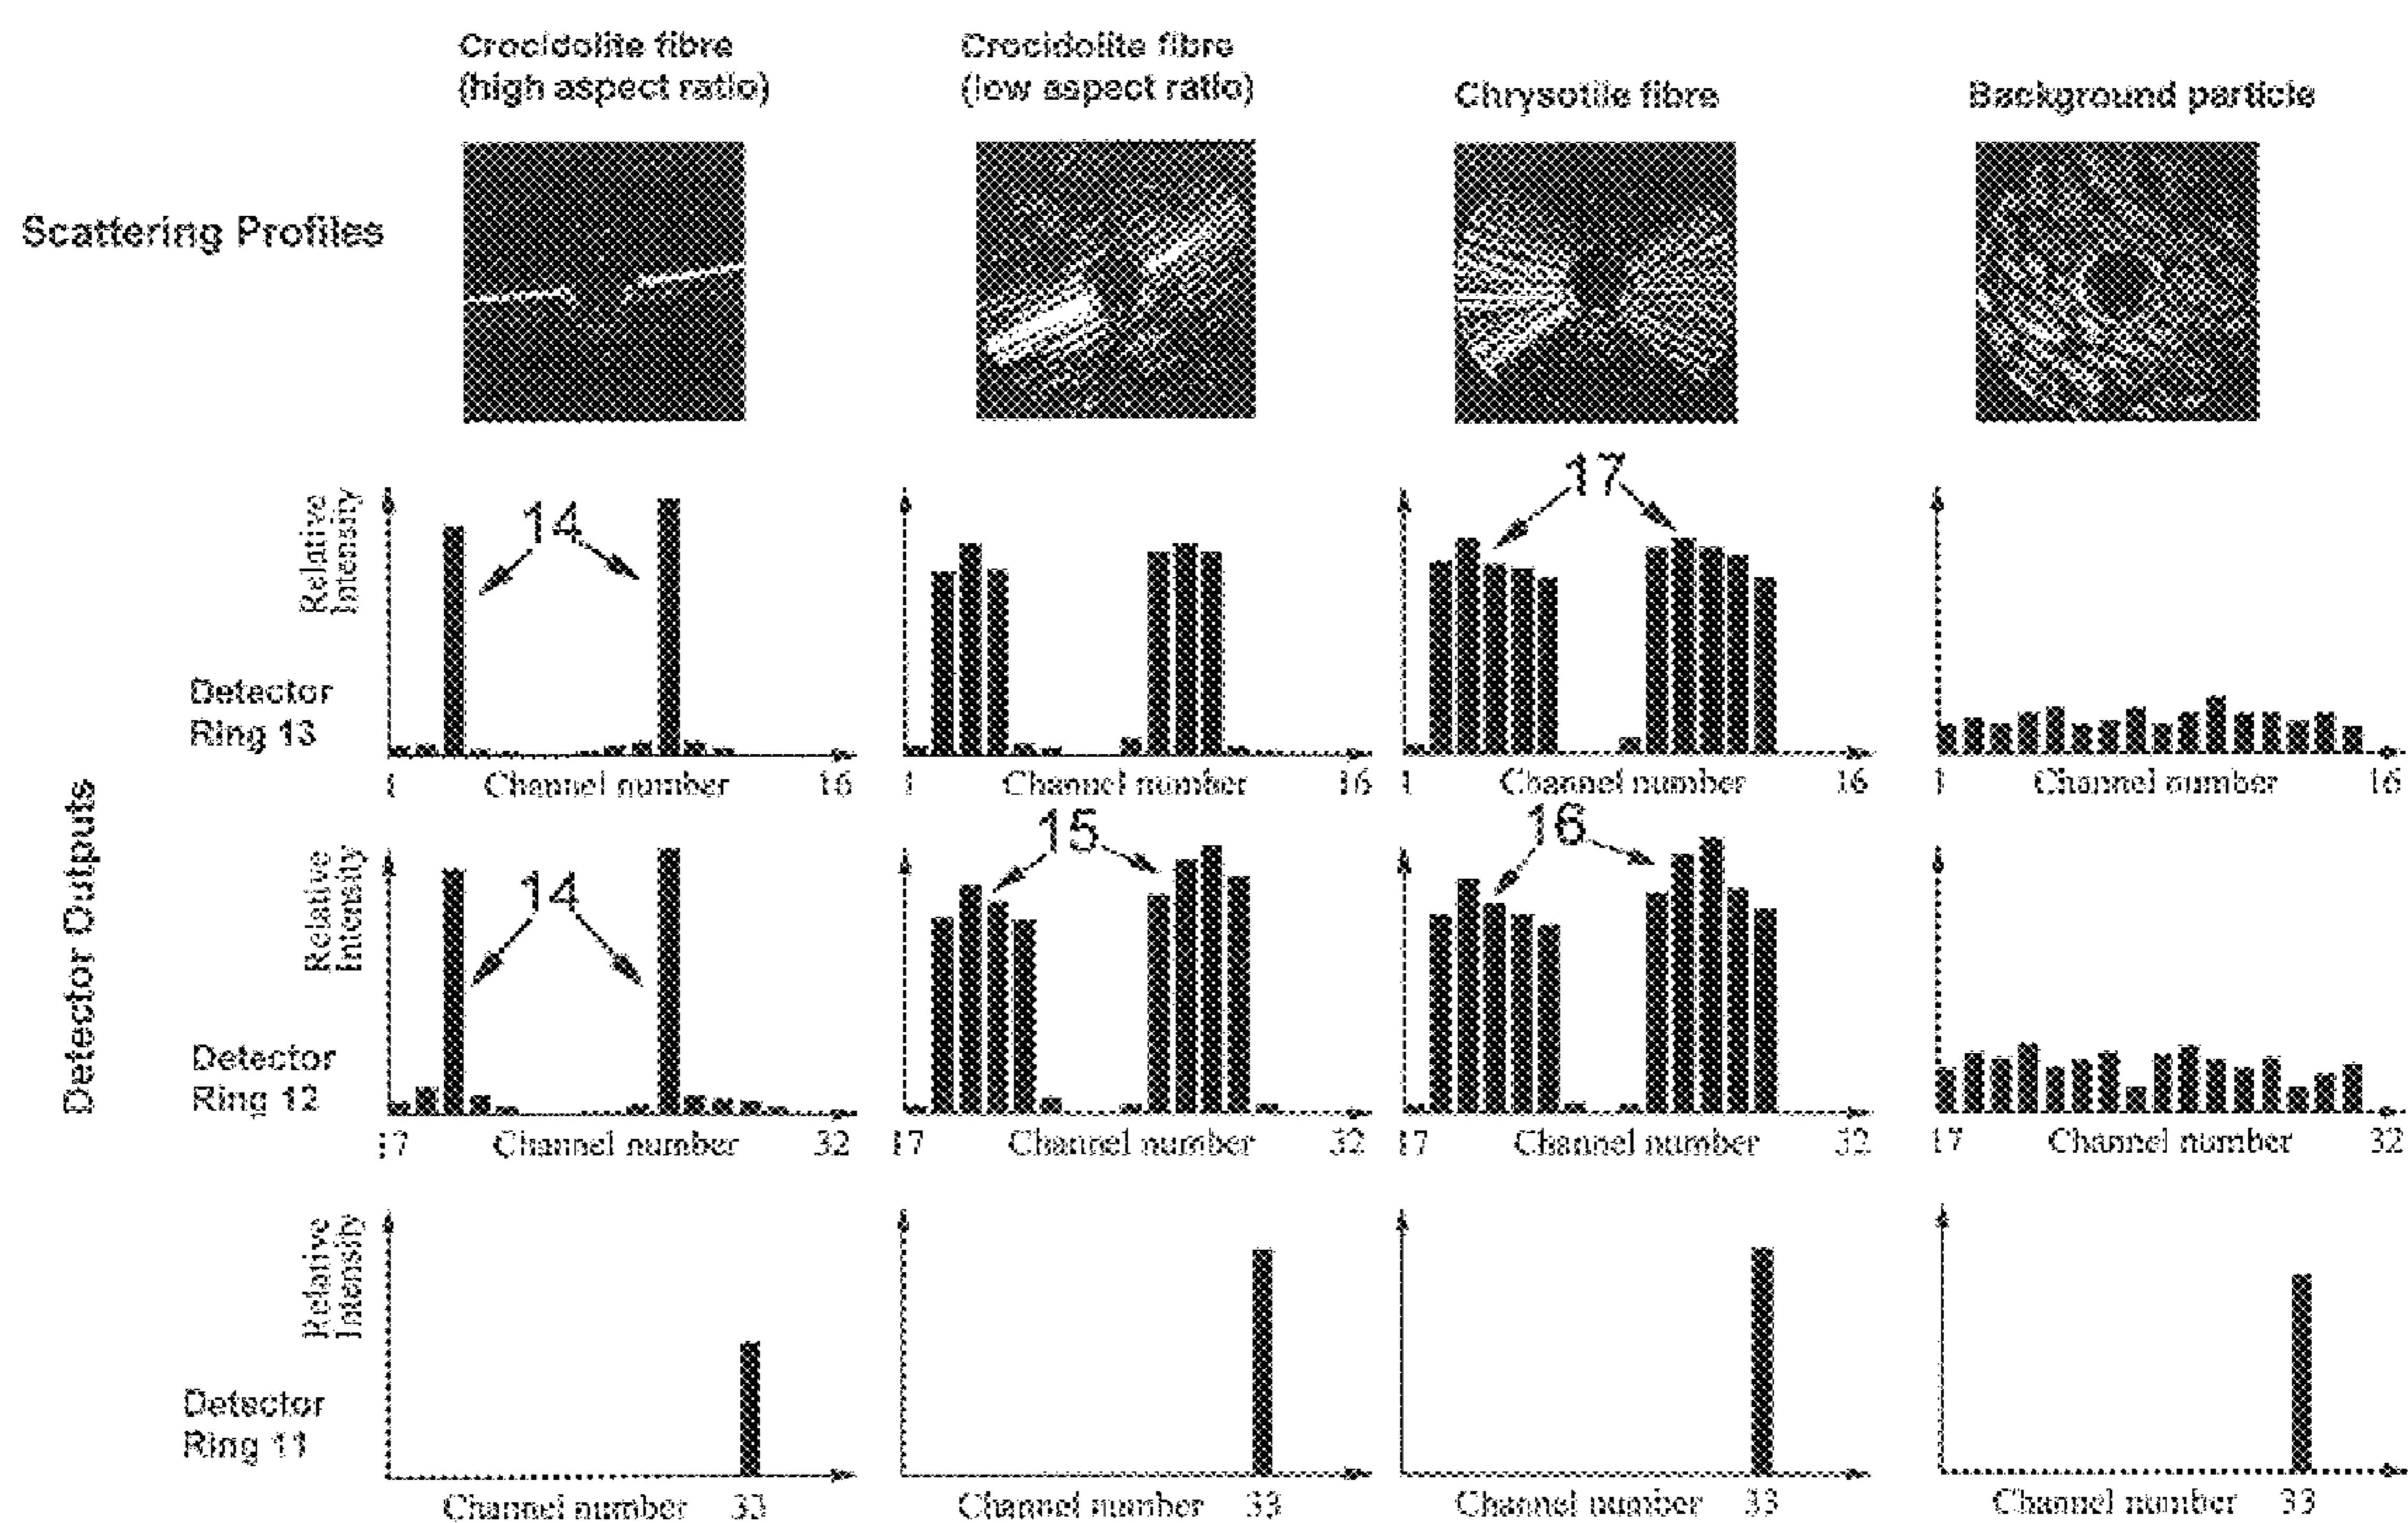 Crocidolite fibre
(high aspect ratio)
Crocidolite fibre
(low aspect ratio)
Chrysotile fibre
Background particle
Scattering Profiles
Detector Outputs
Relative
Intensity
Detector
Ring 13
14
17
1 Channel number 16
1 Channel number 16
1 Channel number 16
1 Channel number 16
Relative
Intensity
Detector
Ring 12
14
15
16
17 Channel number 32
17 Channel number 32
17 Channel number 32
17 Channel number 32
Relative
Intensity
Detector
Ring 11
Channel number 33
Channel number 33
Channel number 33
Channel number 33